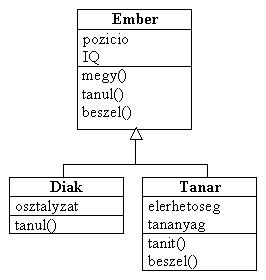 Ember
pozicio
IQ
megy()
tanul()
beszel()
Diak
osztalyzat
tanul()
Tanar
elerhetoseg
tananyag
tanit()
beszel()